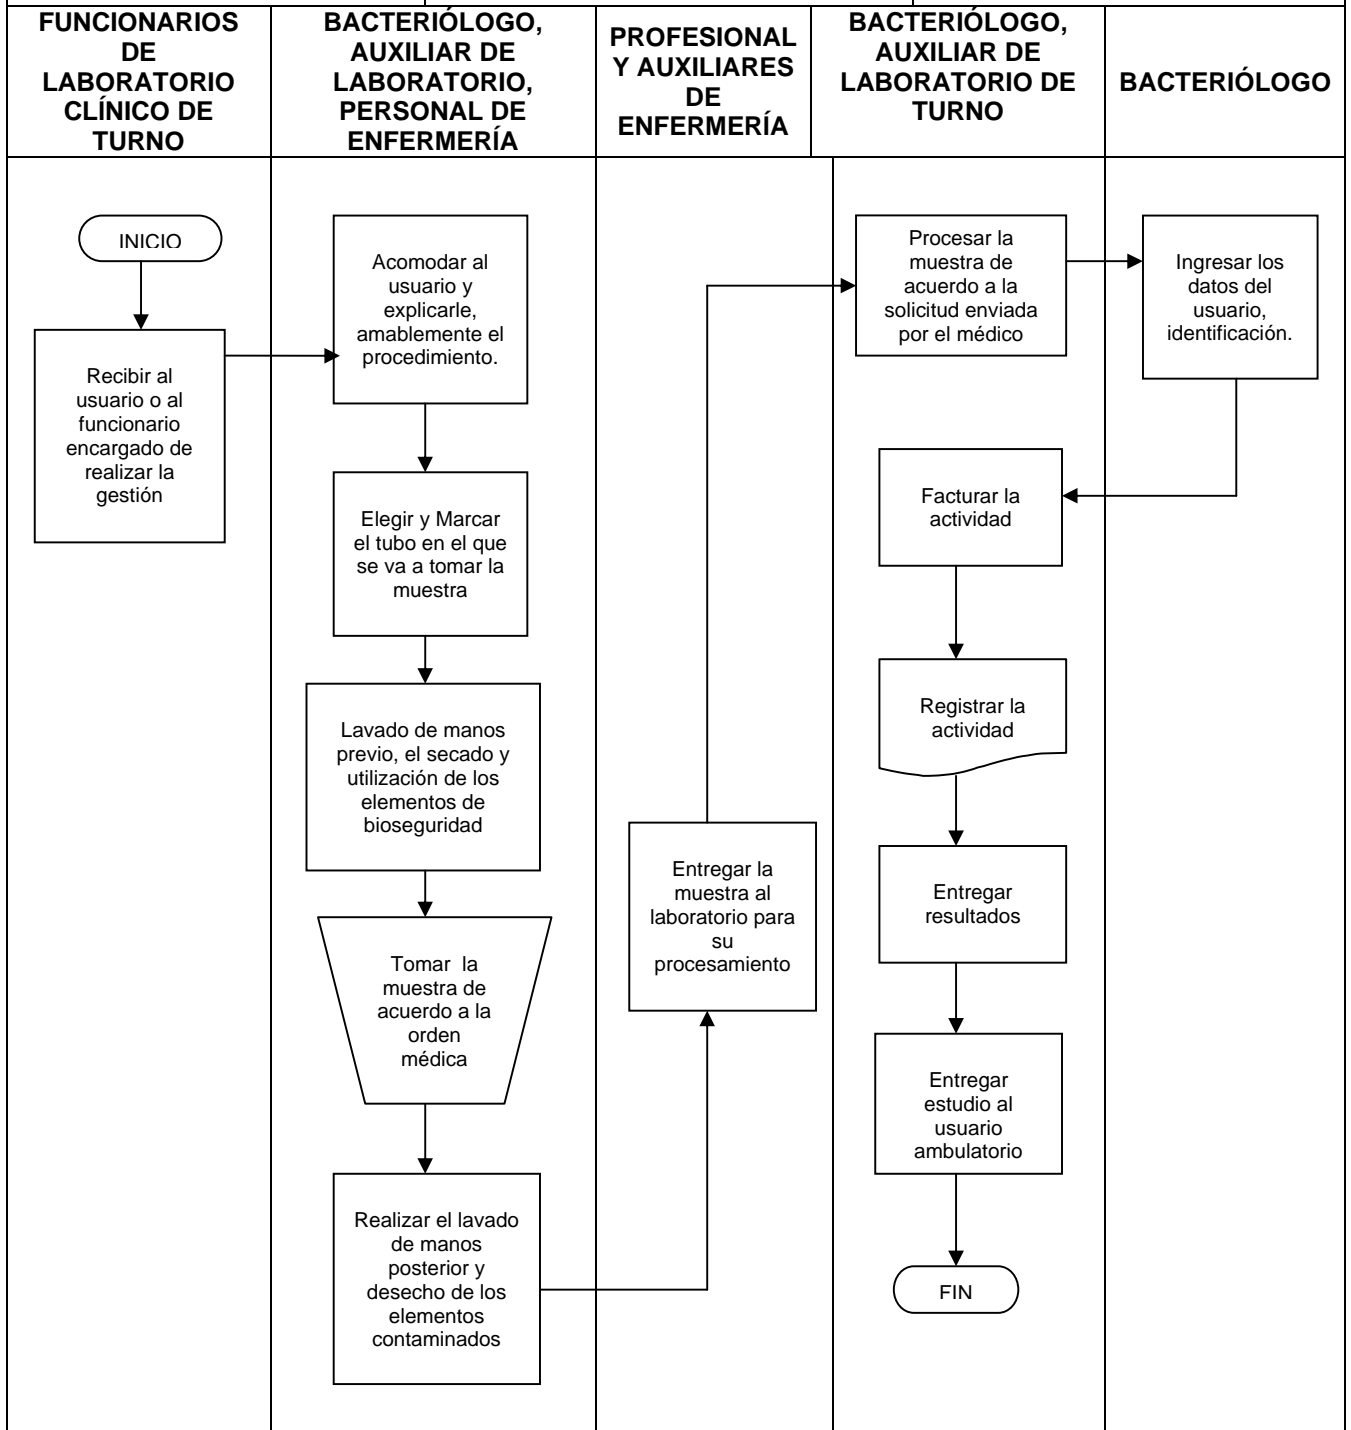 FUNCIONARIOS
DE
LABORATORIO
CLÍNICO DE
TURNO
BACTERIÓLOGO,
AUXILIAR DE
LABORATORIO,
PERSONAL DE
ENFERMERÍA
PROFESIONAL
Y AUXILIARES
DE
ENFERMERÍA
BACTERIÓLOGO,
AUXILIAR DE
LABORATORIO DE
TURNO
BACTERIÓLOGO
INICIO
Recibir al
usuario o al
funcionario
encargado de
realizar la
gestión
Acomodar al
usuario y
explicarle,
amablemente el
procedimiento.
Elegir y Marcar
el tubo en el que
se va a tomar la
muestra
Lavado de manos
previo, el secado y
utilización de los
elementos de
bioseguridad
Tomar  la
muestra de
acuerdo a la
orden
médica
Realizar el lavado
de manos
posterior y
desecho de los
elementos
contaminados
Entregar la
muestra al
laboratorio para
su
procesamiento
Procesar la
muestra de
acuerdo a la
solicitud enviada
por el médico
Ingresar los
datos del
usuario,
identificación.
Facturar la
actividad
Registrar la
actividad
Entregar
resultados
Entregar
estudio al
usuario
ambulatorio
FIN